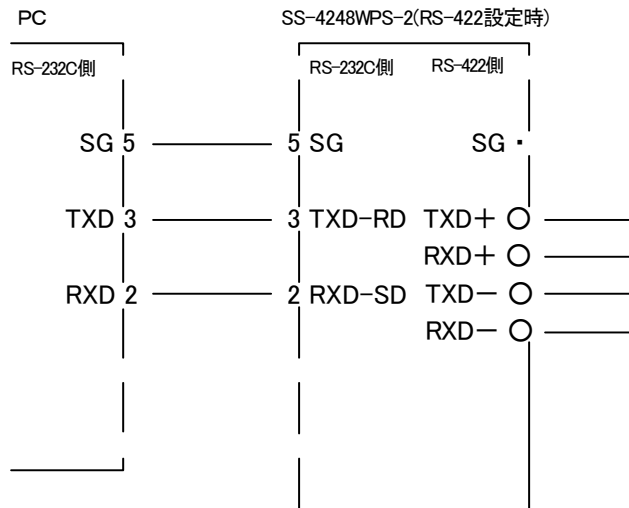 PC
SS-4248WPS-2(RS-422設定時)
RS-232C側
RS-232C側 RS-422側
SG 5
5 SG SG
TXD 3
3 TXD-RD TXD+
RXD+
RXD 2
2 RXD-SD TXD-
RXD-